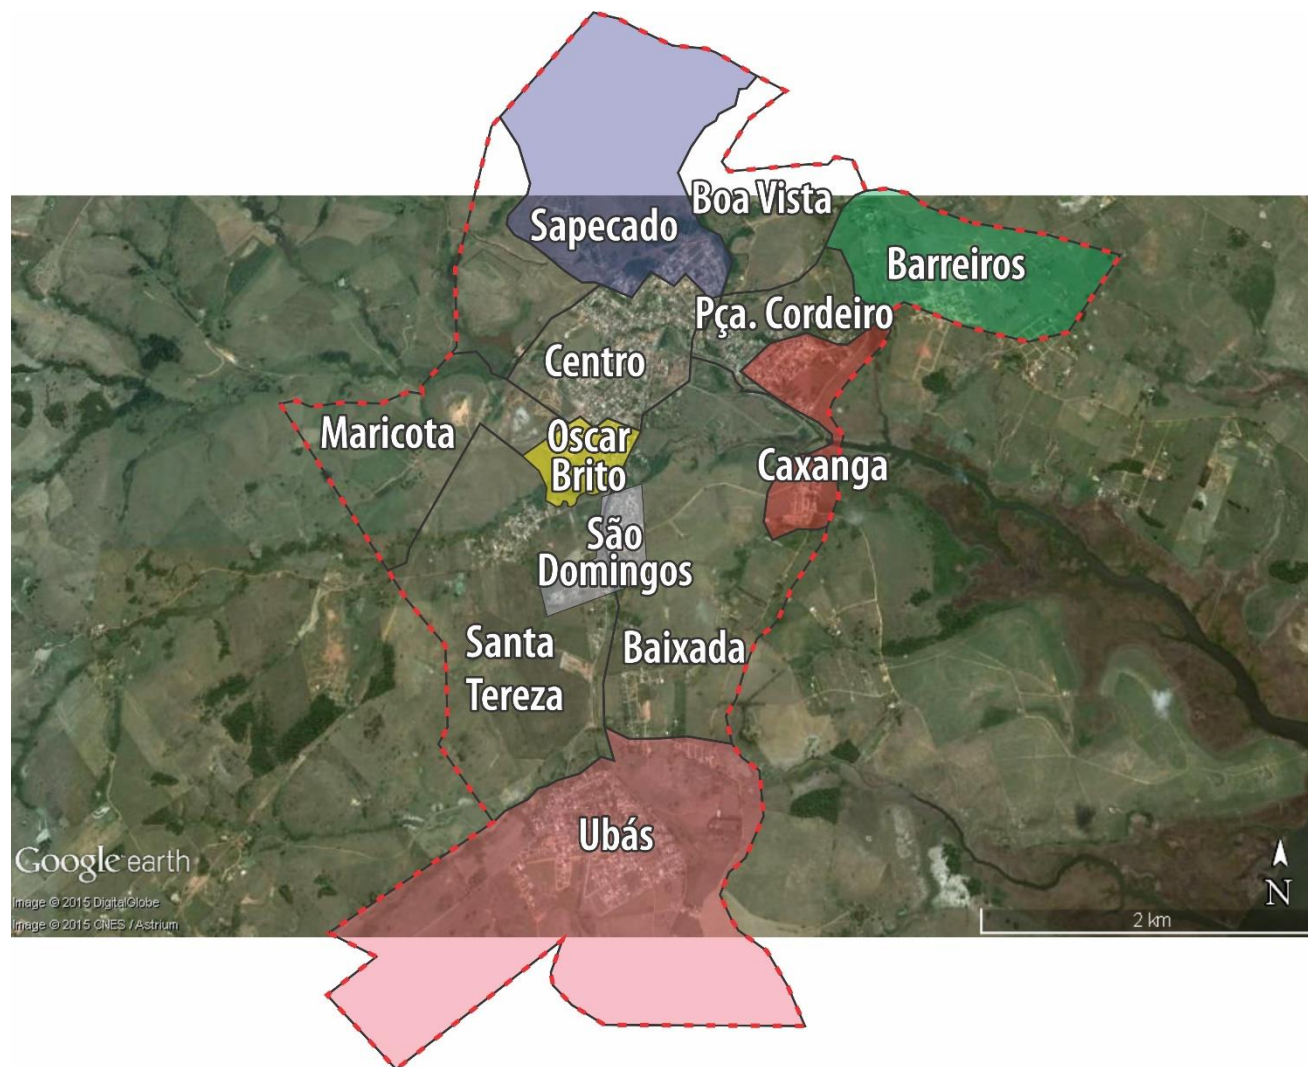 Boa Vista
Sapecado
Barreiros
Pça. Cordeiro
Centro
Maricota
Oscar
Brito
Caxanga
São
Domingos
Santa
Tereza
Baixada
Ubás
Google earth
Image © 2015 DigitalGlobe
Image © 2015 CNES / Astrium
N
2 km